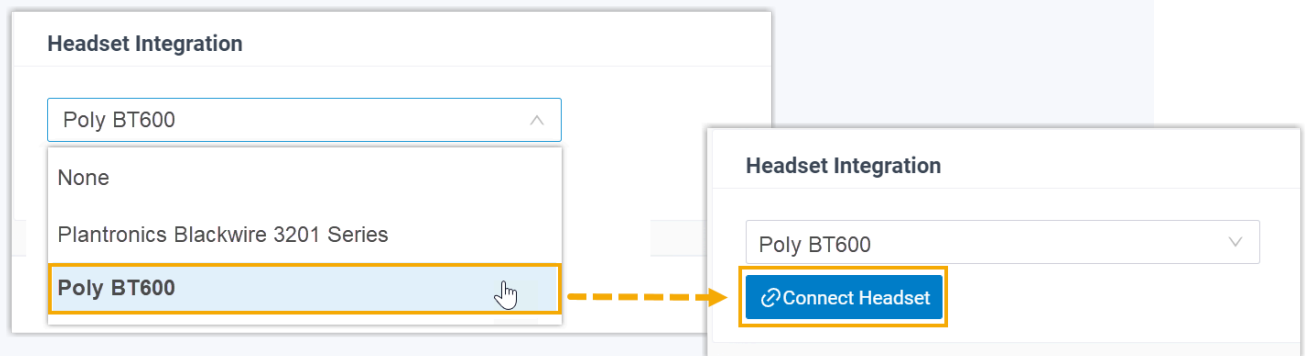 Headset Integration
Poly BT600
None
Plantronics Blackwire 3201 Series
Poly BT600
Headset Integration
Poly BT600
Connect Headset